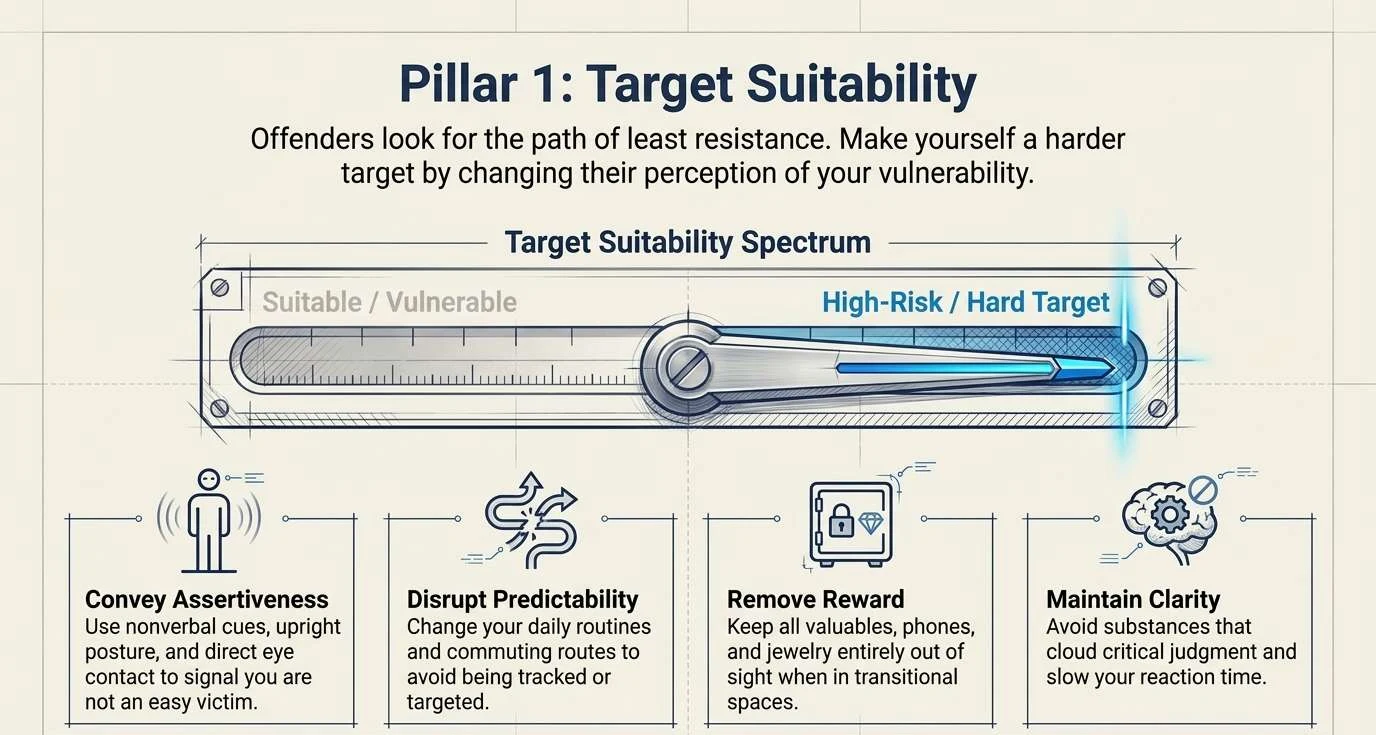 Pillar 1: Target Suitability
Offenders look for the path of least resistance. Make yourself a harder
target by changing their perception of your vulnerability.
Target Suitability Spectrum
Suitable / Vulnerable
High-Risk / Hard Target
Convey Assertiveness
Use nonverbal cues, upright
posture, and direct eye
contact to signal you are
not an easy victim.
Disrupt Predictability
Change your daily routines
and commuting routes to
avoid being tracked or
targeted.
Remove Reward
Keep all valuables, phones,
and jewelry entirely out of
sight when in transitional
spaces.
Maintain Clarity
Avoid substances that
cloud critical judgment and
slow your reaction time.